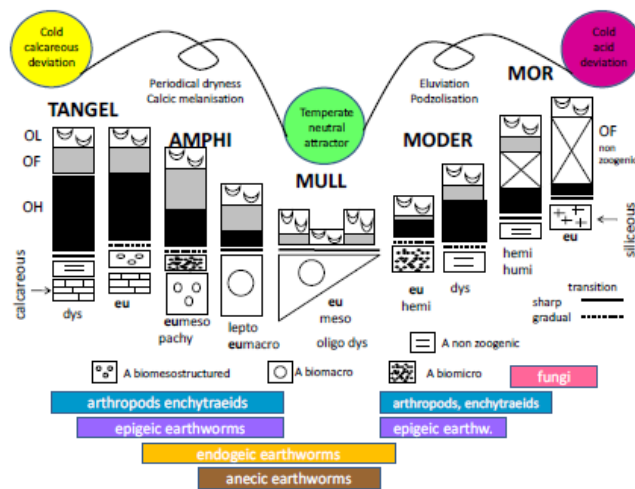 Cold
calcareous
deviation
Cold
acid
deviation
Periodical dryness
Calcic melanisation
Eluviation
Podzolisation
MOR
TANGEL
AMPHI
Temperate
neutral
attractor
MODER
MULL
OL
OF
OH
OF
non
zoogenic
calcareous
siliceous
dys
eu
eumeso
pachy
lepto
eumacro
eu
meso
oligo dys
eu
hemi
dys
hemi
humi
eu
transition
sharp
gradual
A non zoogenic
A biomesostructured
A biomacro
A biomicro
fungi
arthropods enchytraeids
arthropods, enchytraeids
epigeic earthworms
epigeic earthw.
endogeic earthworms
anecic earthworms